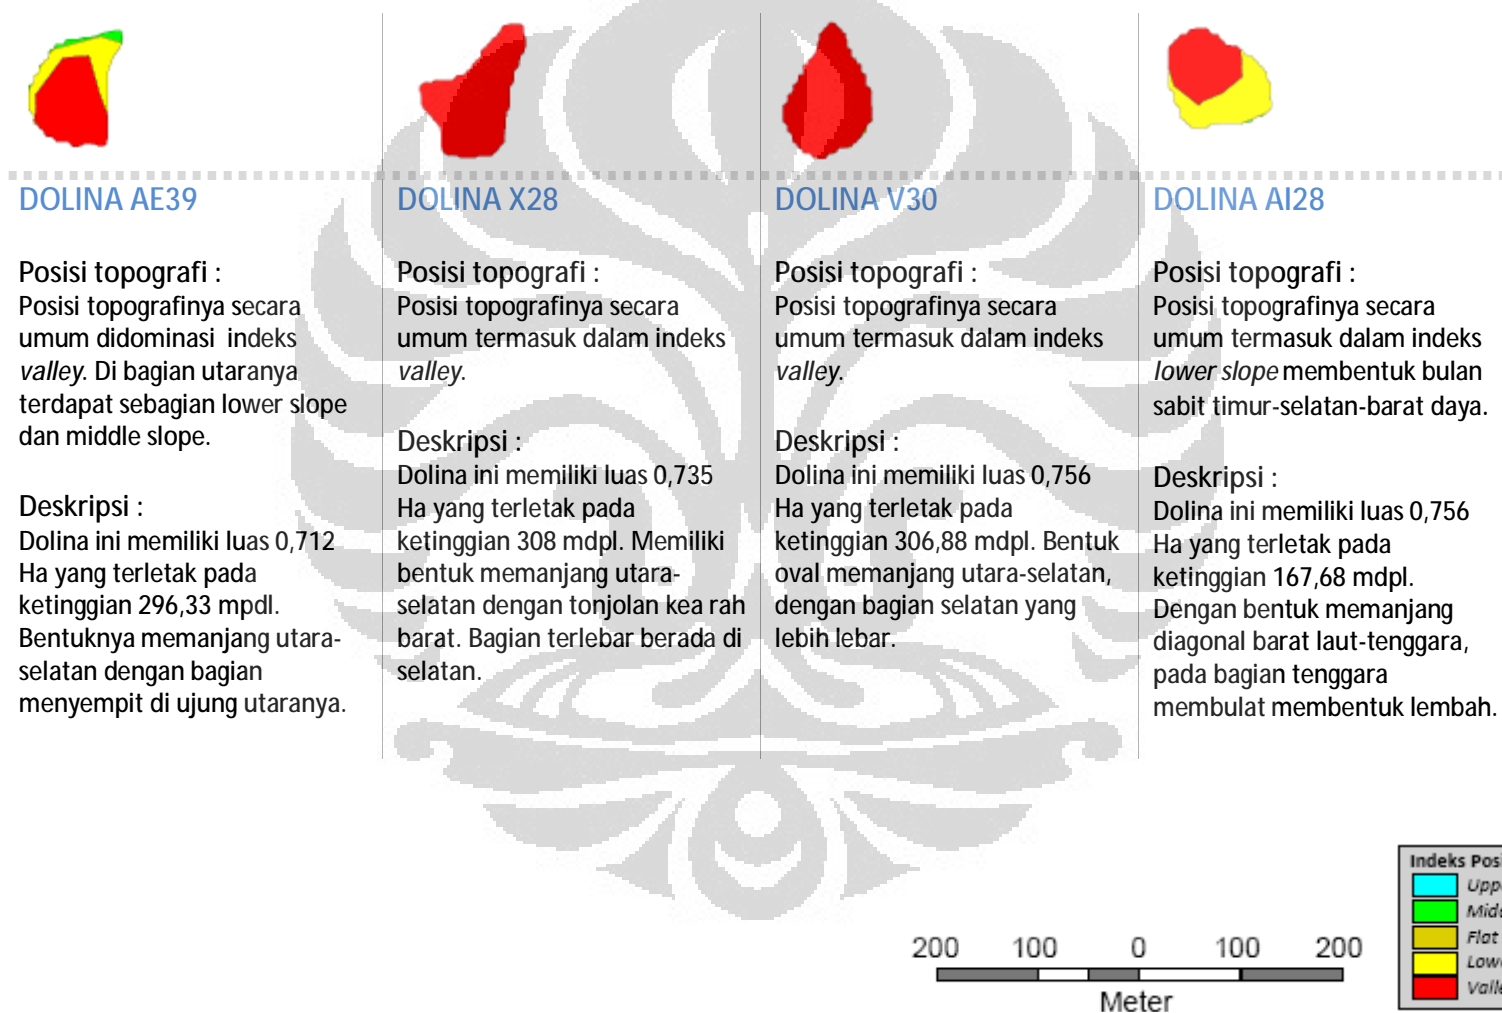 DOLINA AE39
Posisi topografi :
Posisi topografinya secara
umum didominasi indeks
valley. Di bagian utaranya
terdapat sebagian lower slope
dan middle slope.
Deskripsi :
Dolina ini memiliki luas 0,712
Ha yang terletak pada
ketinggian 296,33 mpdl.
Bentuknya memanjang utara-
selatan dengan bagian
menyempit di ujung utaranya.
DOLINA X28
Posisi topografi :
Posisi topografinya secara
umum termasuk dalam indeks
valley.
Deskripsi :
Dolina ini memiliki luas 0,735
Ha yang terletak pada
ketinggian 308 mdpl. Memiliki
bentuk memanjang utara-
selatan dengan tonjolan kea rah
barat. Bagian terlebar berada di
selatan.
DOLINA V30
Posisi topografi :
Posisi topografinya secara
umum termasuk dalam indeks
valley.
Deskripsi :
Dolina ini memiliki luas 0,756
Ha yang terletak pada
ketinggian 306,88 mdpl. Bentuk
oval memanjang utara-selatan,
dengan bagian selatan yang
lebih lebar.
DOLINA AI28
Posisi topografi :
Posisi topografinya secara
umum termasuk dalam indeks
lower slope membentuk bulan
sabit timur-selatan-barat daya.
Deskripsi :
Dolina ini memiliki luas 0,756
Ha yang terletak pada
ketinggian 167,68 mdpl.
Dengan bentuk memanjang
diagonal barat laut-tenggara,
pada bagian tenggara
membulat membentuk lembah.
200 100 0 100 200
Meter
Indeks
Flat